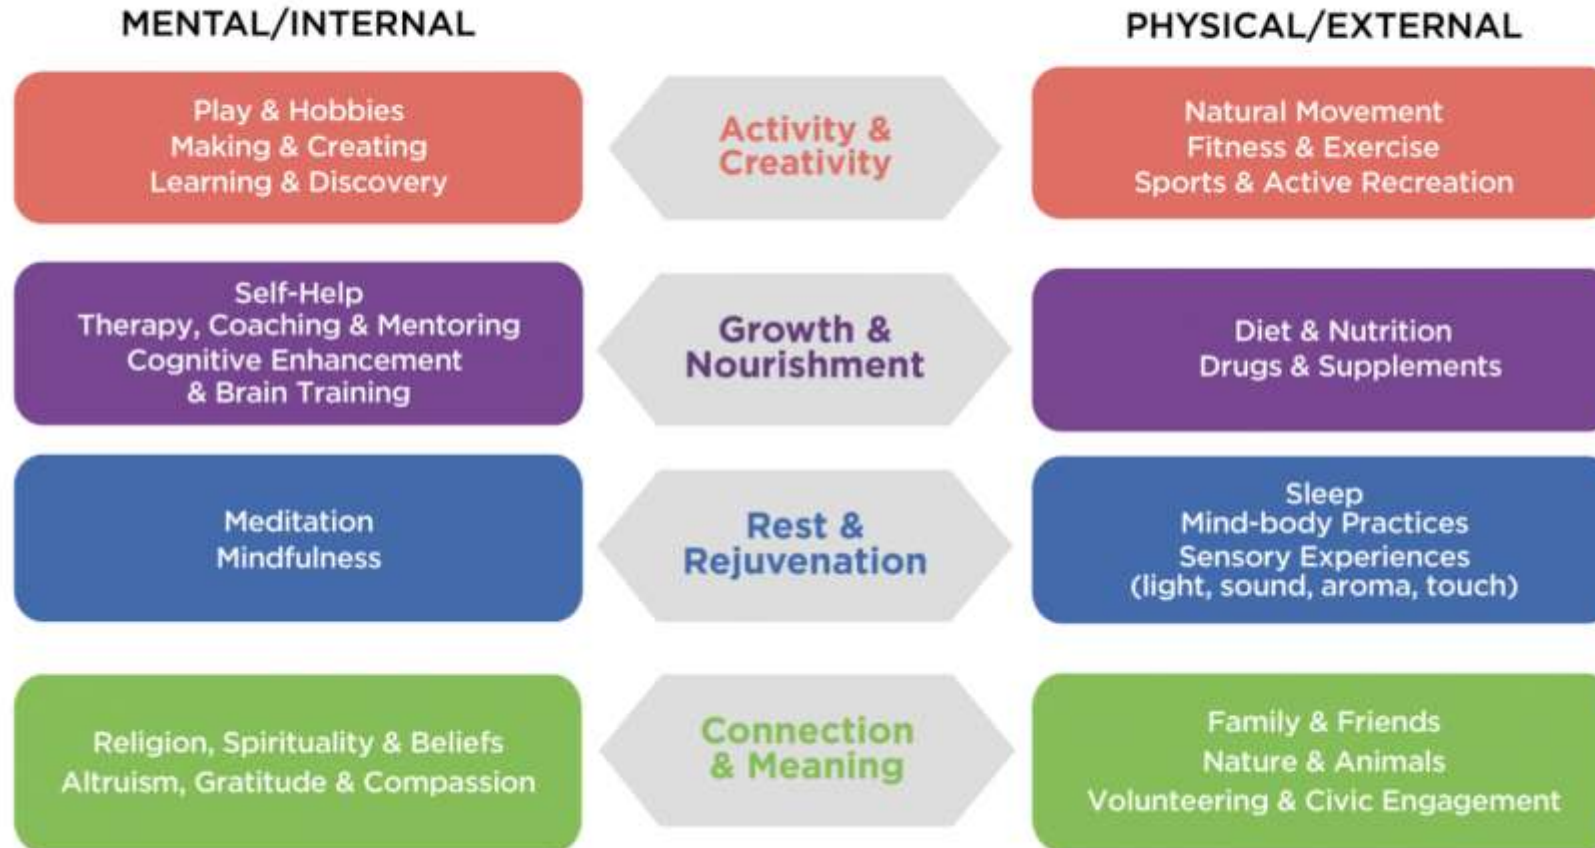 MENTAL/INTERNAL
PHYSICAL/EXTERNAL
Play & Hobbies
Making & Creating
Learning & Discovery
Activity &
Creativity
Natural Movement
Fitness & Exercise
Sports & Active Recreation
Self-Help
Therapy, Coaching & Mentoring
Cognitive Enhancement
& Brain Training
Growth &
Nourishment
Diet & Nutrition
Drugs & Supplements
Meditation
Mindfulness
Rest &
Rejuvenation
Sleep
Mind-body Practices
Sensory Experiences
(light, sound, aroma, touch)
Religion, Spirituality & Beliefs
Altruism, Gratitude & Compassion
Connection
& Meaning
Family & Friends
Nature & Animals
Volunteering & Civic Engagement